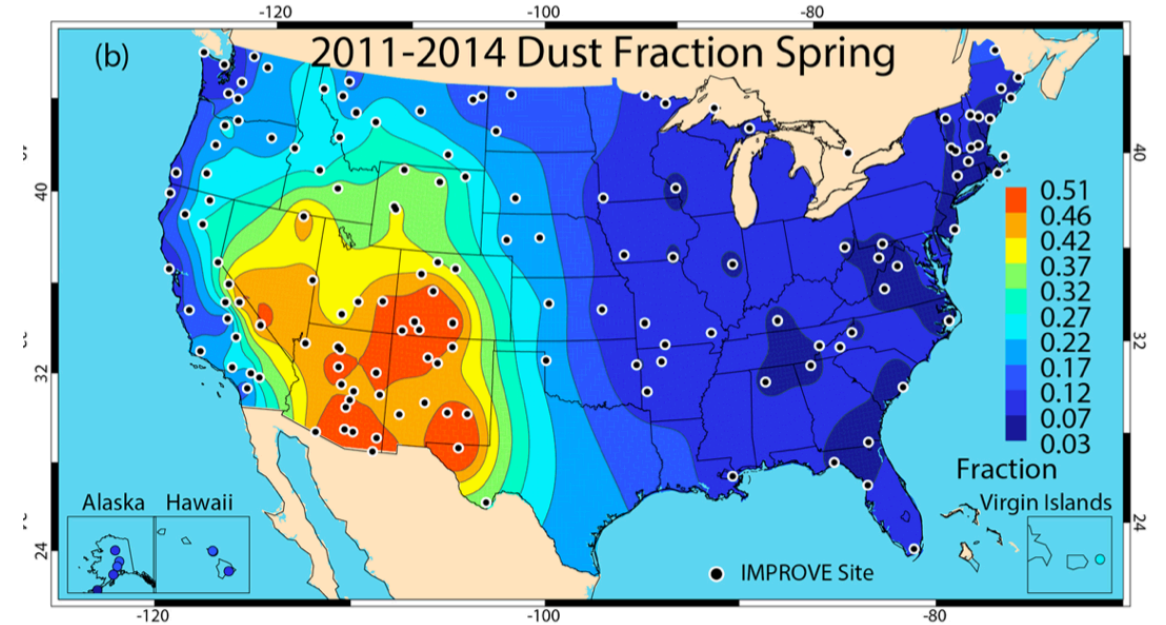 -120 -100 -80
(b) 2011-2014 Dust Fraction Spring
40 40
0.51
0.46
0.42
0.37
0.32
0.27
0.22
0.17
0.12
0.07
0.03
32 32
Fraction
Alaska Hawaii Virgin Islands
24 24
IMPROVE Site
-120 -100 -80